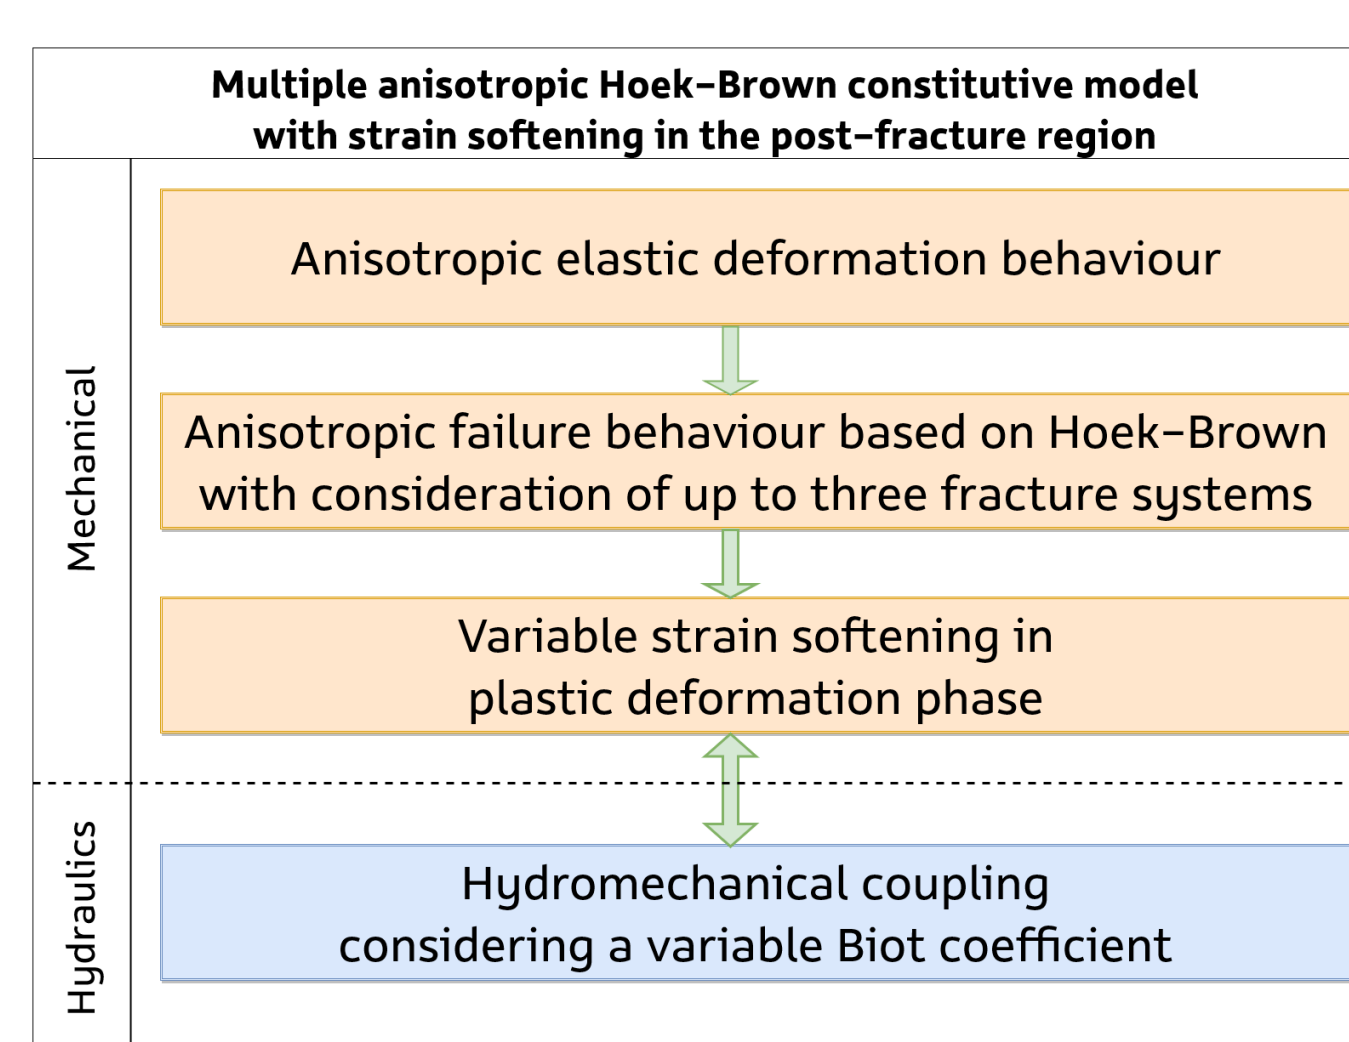 Multiple anisotropic Hoek–Brown constitutive model
with strain softening in the post–fracture region
Mechanical
Anisotropic elastic deformation behaviour
Anisotropic failure behaviour based on Hoek–Brown
with consideration of up to three fracture systems
Variable strain softening in
plastic deformation phase
Hydraulics
Hydromechanical coupling
considering a variable Biot coefficient